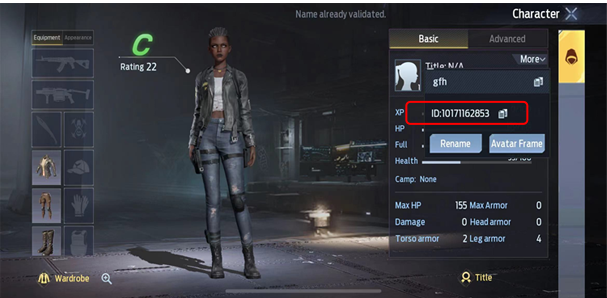 Name already validated.
Character
Equipment Appearance
C
Rating 22
Basic
Advanced
More
Title: N/A
gfh
XP
ID:10171162853
HP
Full
Rename
Avatar Frame
Health
Camp: None
Max HP 155 Max Armor 0
Damage 0 Head armor 0
Torso armor 2 Leg armor 4
Wardrobe
Title